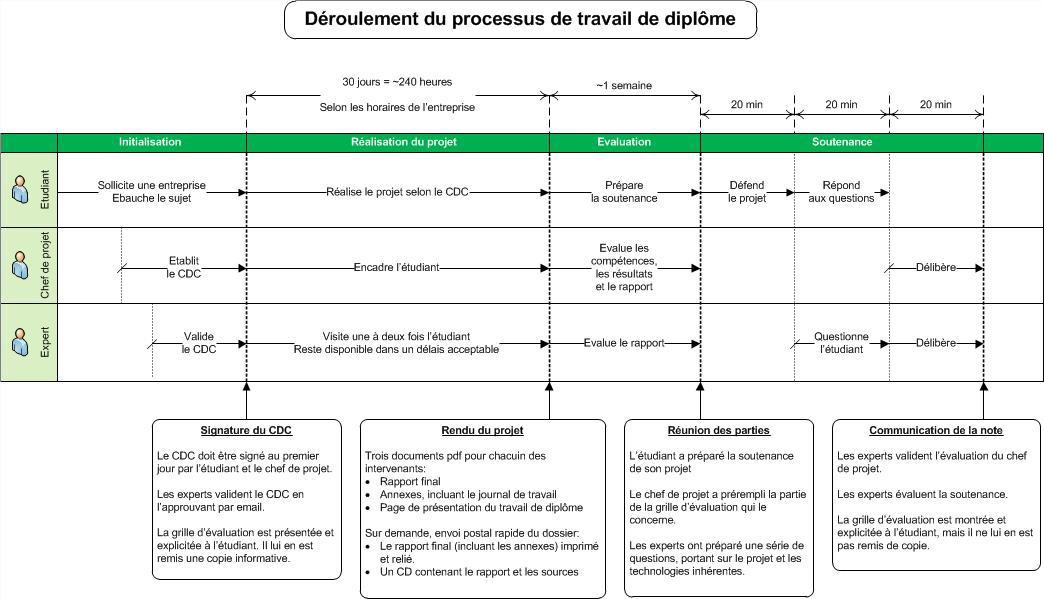 Déroulement du processus de travail de diplôme
30 jours = ~240 heures
Selon les horaires de l'entreprise
~1 semaine
20 min
20 min
20 min
Initialisation
Réalisation du projet
Evaluation
Soutenance
Etudiant
Sollicite une entreprise
Ebauche le sujet
Réalise le projet selon le CDC
Prépare
la soutenance
Défend
le projet
Répond
aux questions
Chef de projet
Etablit
le CDC
Encadre l'étudiant
Evalue les
compétences,
les résultats
et le rapport
Délibère
Expert
Valide
le CDC
Visite une à deux fois l'étudiant
Reste disponible dans un délais acceptable
Evalue le rapport
Questionne
l'étudiant
Délibère
Signature du CDC
Le CDC doit être signé au premier
jour par l'étudiant et le chef de projet.
Les experts valident le CDC en
l'approuvant par email.
La grille d'évaluation est présentée et
explicitée à l'étudiant. Il lui en est
remis une copie informative.
Rendu du projet
Trois documents pdf pour chacuin des
intervenants:
• Rapport final
• Annexes, incluant le journal de travail
• Page de présentation du travail de diplôme
Sur demande, envoi postal rapide du dossier:
• Le rapport final (incluant les annexes) imprimé
et relié.
• Un CD contenant le rapport et les sources
Réunion des parties
L'étudiant a préparé la soutenance
de son projet
Le chef de projet a prérempli la partie
de la grille d'évaluation qui le
concerne.
Les experts ont préparé une série de
questions, portant sur le projet et les
technologies inhérentes.
Communication de la note
Les experts valident l'évaluation du chef
de projet.
Les experts évaluent la soutenance.
La grille d'évaluation est montrée et
explicitée à l'étudiant, mais il ne lui en est
pas remis de copie.